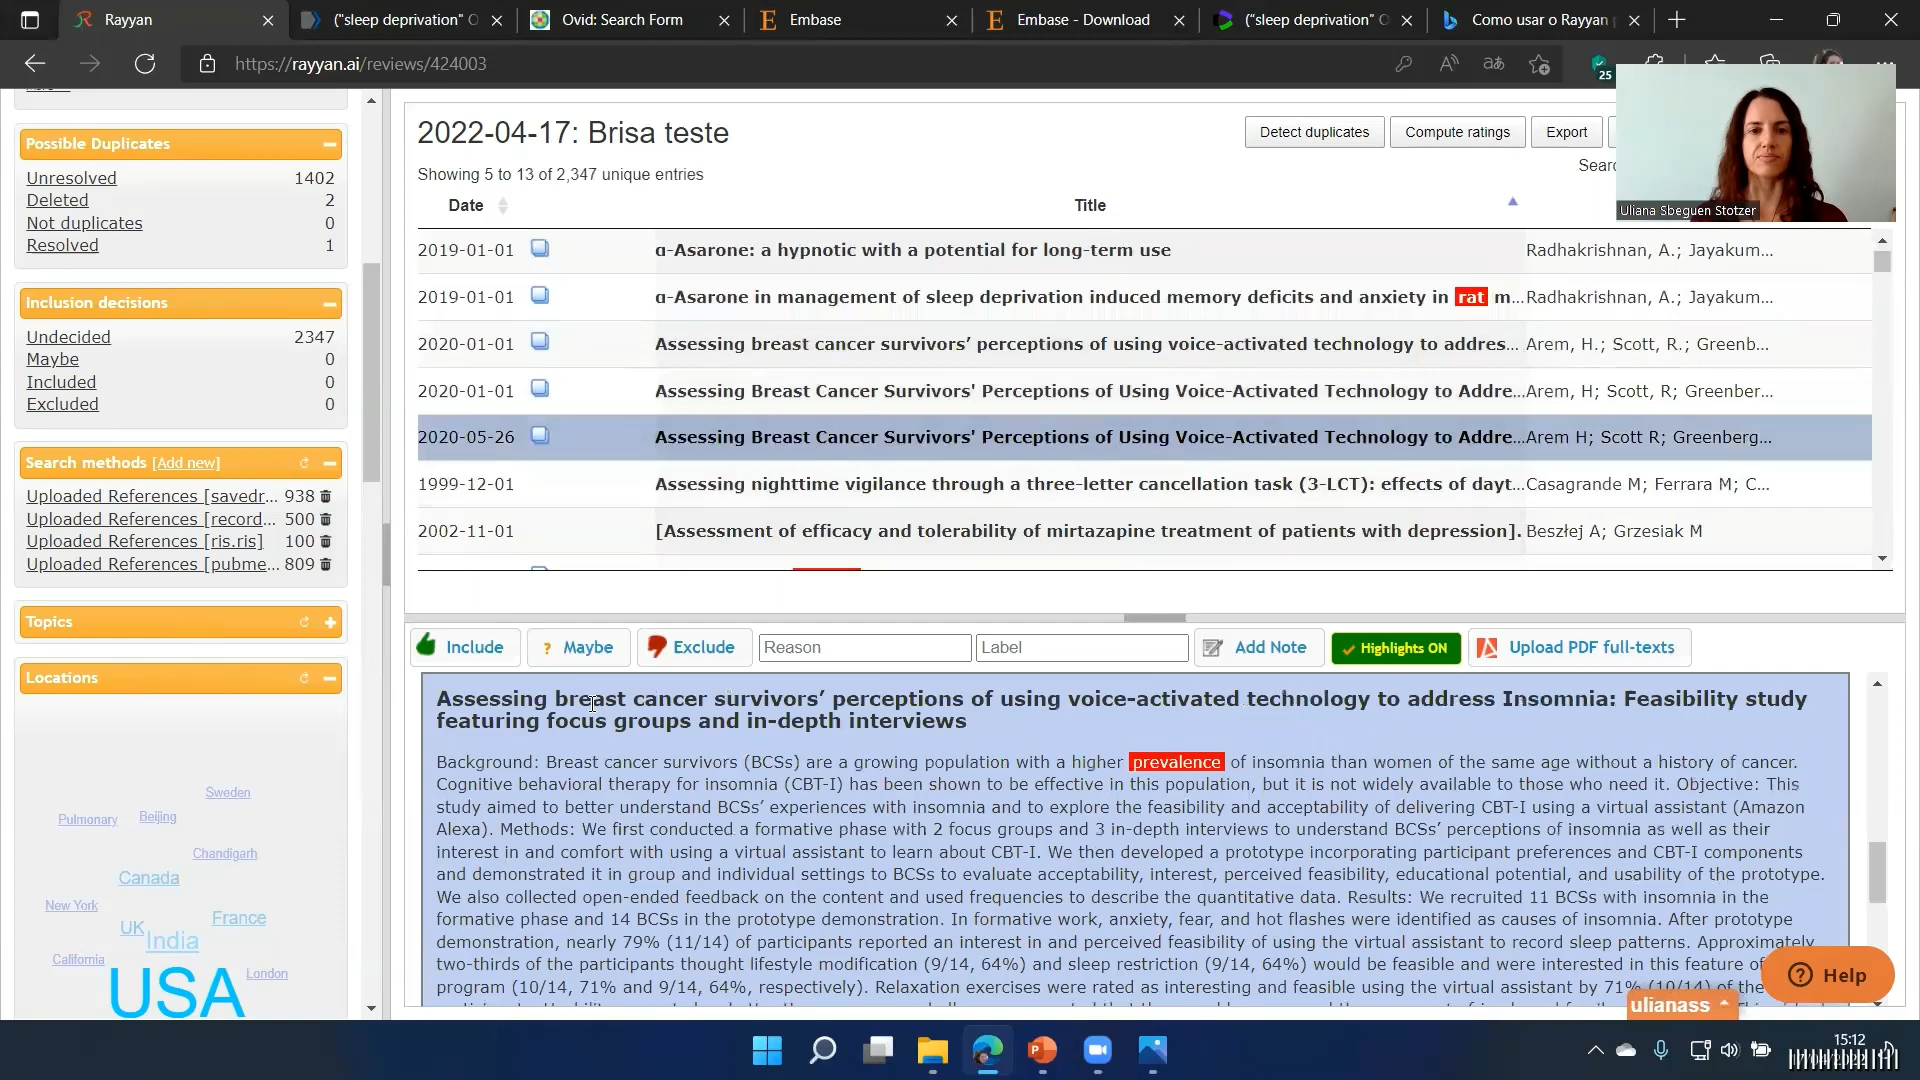 Rayyan
("sleep deprivation" O
Ovid: Search Form
Embase
Embase - Download
("sleep deprivation" O
Como usar o Rayyan
https://rayyan.ai/reviews/424003
25
Possible Duplicates
Unresolved 1402
Deleted 2
Not duplicates 0
Resolved 1
Inclusion decisions
Undecided 2347
Maybe 0
Included 0
Excluded 0
Search methods [Add new]
Uploaded References [savedr... 938
Uploaded References [record... 500
Uploaded References [ris.ris] 100
Uploaded References [pubme... 809
Topics
Locations
Sweden
Pulmonary
Beijing
Chandigarh
Canada
New York
France
UK
India
California
London
USA
2022-04-17: Brisa teste
Detect duplicates
Compute ratings
Export
Showing 5 to 13 of 2,347 unique entries
Searc
Uliana Sbeguen Stotzer
Date Title
2019-01-01 α-Asarone: a hypnotic with a potential for long-term use Radhakrishnan, A.; Jayakum...
2019-01-01 α-Asarone in management of sleep deprivation induced memory deficits and anxiety in rat m... Radhakrishnan, A.; Jayakum...
2020-01-01 Assessing breast cancer survivors’ perceptions of using voice-activated technology to addres... Arem, H.; Scott, R.; Greenb...
2020-01-01 Assessing Breast Cancer Survivors' Perceptions of Using Voice-Activated Technology to Addre... Arem, H; Scott, R; Greenber...
2020-05-26 Assessing Breast Cancer Survivors' Perceptions of Using Voice-Activated Technology to Addre... Arem H; Scott R; Greenberg...
1999-12-01 Assessing nighttime vigilance through a three-letter cancellation task (3-LCT): effects of dayt... Casagrande M; Ferrara M; C...
2002-11-01 [Assessment of efficacy and tolerability of mirtazapine treatment of patients with depression]. Beszłej A; Grzesiak M
Include
? Maybe
Exclude
Reason
Label
Add Note
Highlights ON
Upload PDF full-texts
Assessing breast cancer survivors’ perceptions of using voice-activated technology to address Insomnia: Feasibility study
featuring focus groups and in-depth interviews
Background: Breast cancer survivors (BCSs) are a growing population with a higher prevalence of insomnia than women of the same age without a history of cancer.
Cognitive behavioral therapy for insomnia (CBT-I) has been shown to be effective in this population, but it is not widely available to those who need it. Objective: This
study aimed to better understand BCSs’ experiences with insomnia and to explore the feasibility and acceptability of delivering CBT-I using a virtual assistant (Amazon
Alexa). Methods: We first conducted a formative phase with 2 focus groups and 3 in-depth interviews to understand BCSs’ perceptions of insomnia as well as their
interest in and comfort with using a virtual assistant to learn about CBT-I. We then developed a prototype incorporating participant preferences and CBT-I components
and demonstrated it in group and individual settings to BCSs to evaluate acceptability, interest, perceived feasibility, educational potential, and usability of the prototype.
We also collected open-ended feedback on the content and used frequencies to describe the quantitative data. Results: We recruited 11 BCSs with insomnia in the
formative phase and 14 BCSs in the prototype demonstration. In formative work, anxiety, fear, and hot flashes were identified as causes of insomnia. After prototype
demonstration, nearly 79% (11/14) of participants reported an interest in and perceived feasibility of using the virtual assistant to record sleep patterns. Approximately
two-thirds of the participants thought lifestyle modification (9/14, 64%) and sleep restriction (9/14, 64%) would be feasible and were interested in this feature of
program (10/14, 71% and 9/14, 64%, respectively). Relaxation exercises were rated as interesting and feasible using the virtual assistant by 71% (10/14) of the
Help
ulianass
15:12